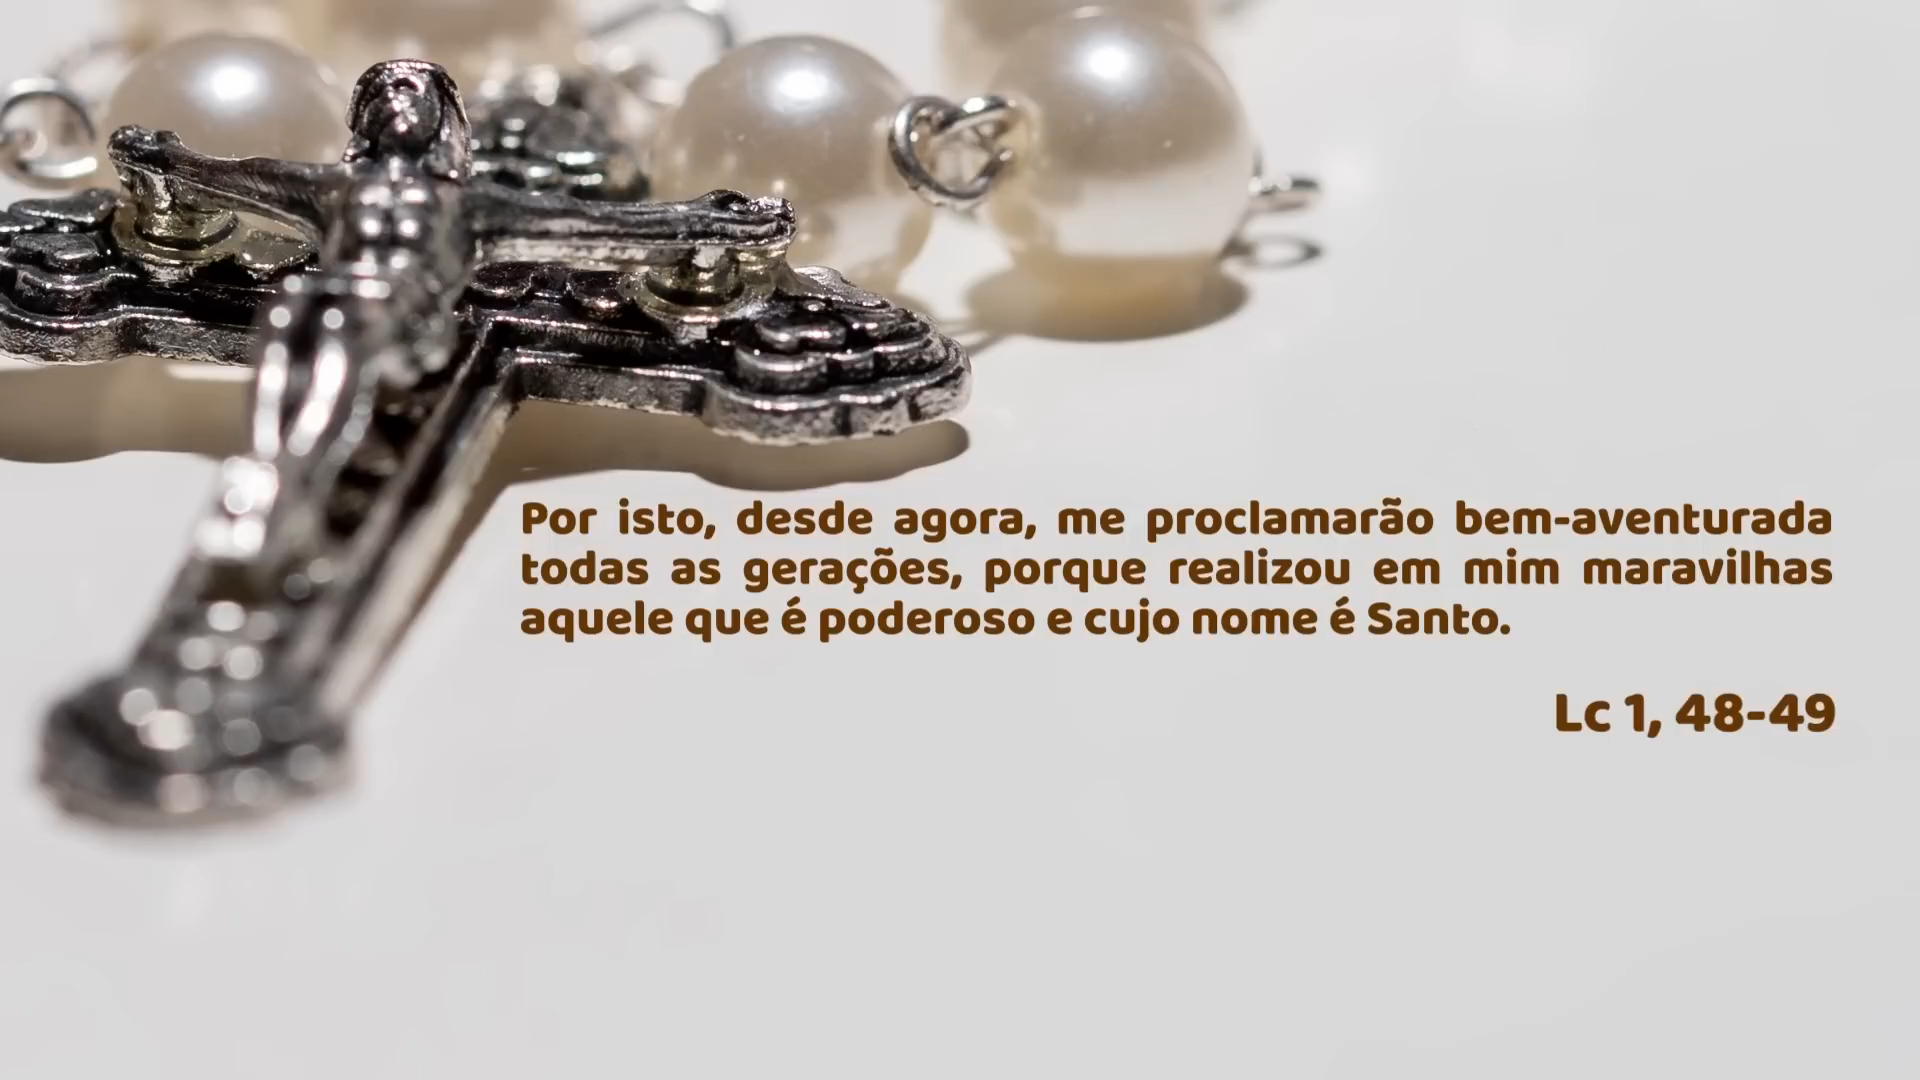 Por isto, desde agora, me proclamarão bem-aventurada
todas as gerações, porque realizou em mim maravilhas
aquele que é poderoso e cujo nome é Santo.
Lc 1, 48-49